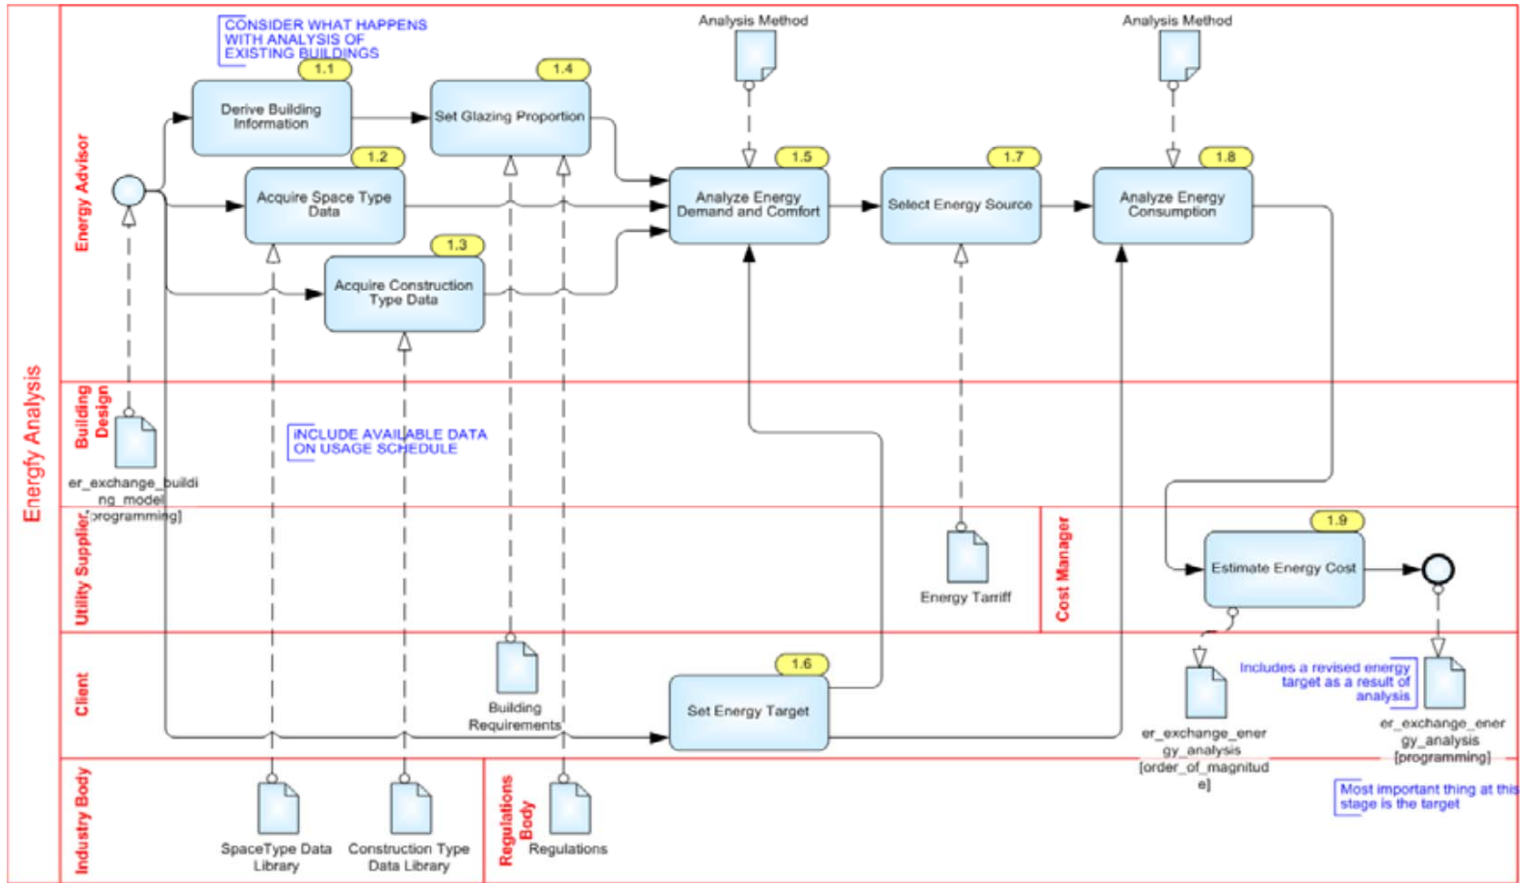 Energfy Analysis
Energy Advisor
CONSIDER WHAT HAPPENS
WITH ANALYSIS OF
EXISTING BUILDINGS
1.1
Derive Building
Information
1.4
Set Glazing Proportion
Analysis Method
Analysis Method
1.2
Acquire Space Type
Data
1.5
Analyze Energy
Demand and Comfort
1.7
Select Energy Source
1.8
Analyze Energy
Consumption
1.3
Acquire Construction
Type Data
Building
Design
er_exchange_buildi
ng_model
[programming]
INCLUDE AVAILABLE DATA
ON USAGE SCHEDULE
Utility Supplier
Energy Tarriff
Cost Manager
1.9
Estimate Energy Cost
Client
Building
Requirements
1.6
Set Energy Target
er_exchange_ener
gy_analysis
[order_of_magnitud
e]
Includes a revised energy
target as a result of
analysis
er_exchange_ener
gy_analysis
[programming]
Industry Body
SpaceType Data
Library
Construction Type
Data Library
Regulations
Body
Regulations
Most important thing at this
stage is the target